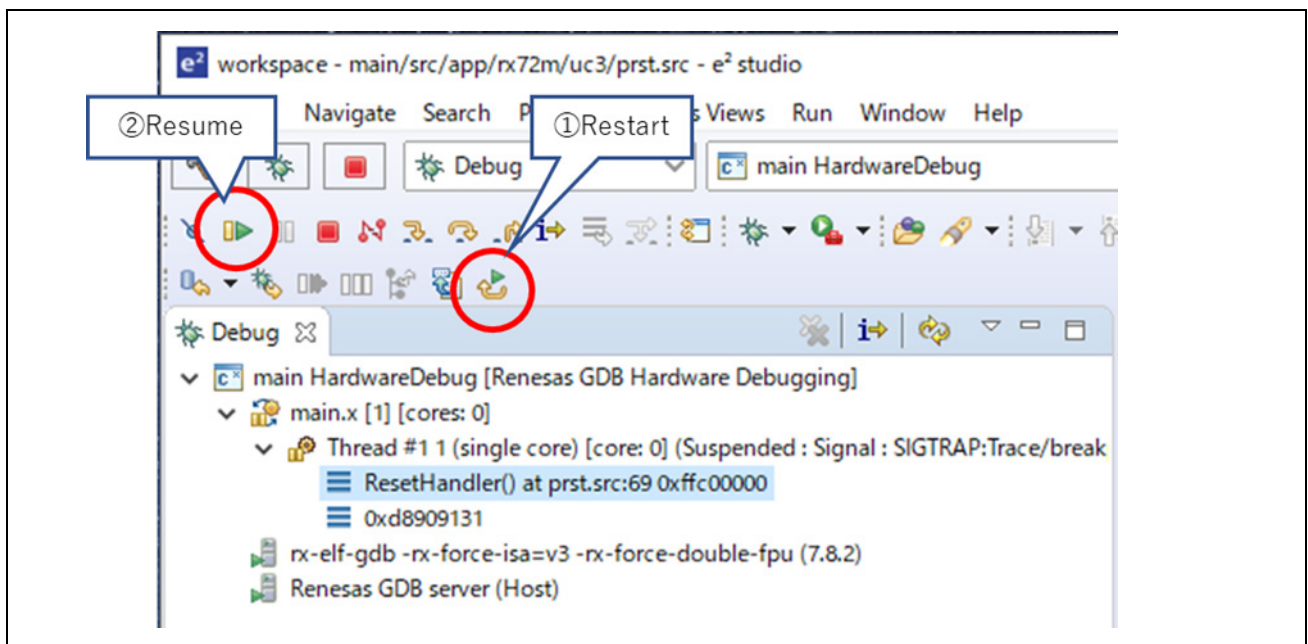 e² workspace - main/src/app/rx72m/uc3/prst.src - e² studio
②Resume
Navigate Search P
①Restart
s Views Run Window Help
Debug
c main HardwareDebug
Debug
main HardwareDebug [Renesas GDB Hardware Debugging]
main.x [1] [cores: 0]
Thread #1 1 (single core) [core: 0] (Suspended : Signal : SIGTRAP:Trace/break
ResetHandler() at prst.src:69 0xffc00000
0xd8909131
rx-elf-gdb -rx-force-isa=v3 -rx-force-double-fpu (7.8.2)
Renesas GDB server (Host)